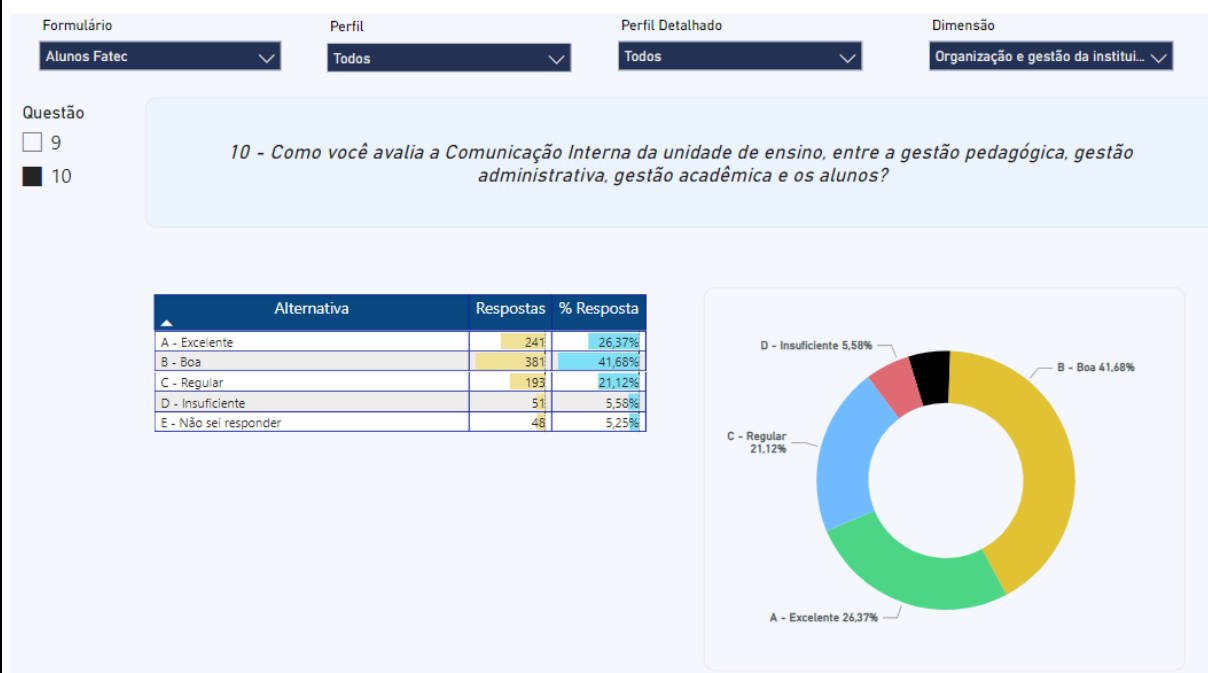 Formulário
Perfil
Perfil Detalhado
Dimensão
Alunos Fatec
Todos
Todos
Organização e gestão da institui...
Questão
9
10
10 - Como você avalia a Comunicação Interna da unidade de ensino, entre a gestão pedagógica, gestão
administrativa, gestão acadêmica e os alunos?
Alternativa Respostas % Resposta
A - Excelente 241 26,37%
B - Boa 381 41,68%
C - Regular 193 21,12%
D - Insuficiente 51 5,58%
E - Não sei responder 48 5,25%
D - Insuficiente 5,58%
B - Boa 41,68%
C - Regular
21,12%
A - Excelente 26,37%